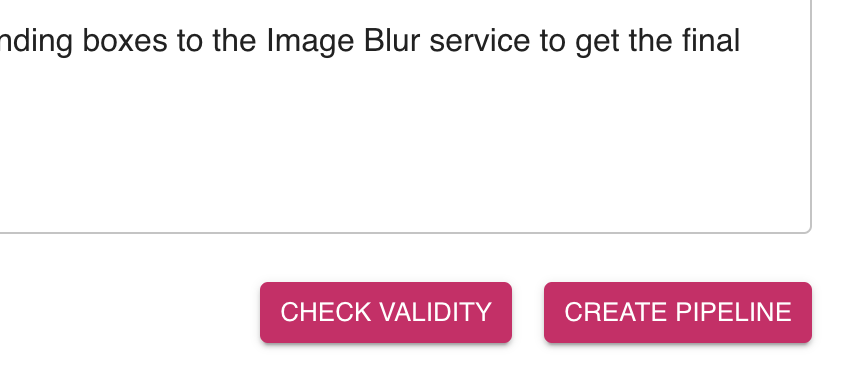 nding boxes to the Image Blur service to get the final
CHECK VALIDITY
CREATE PIPELINE